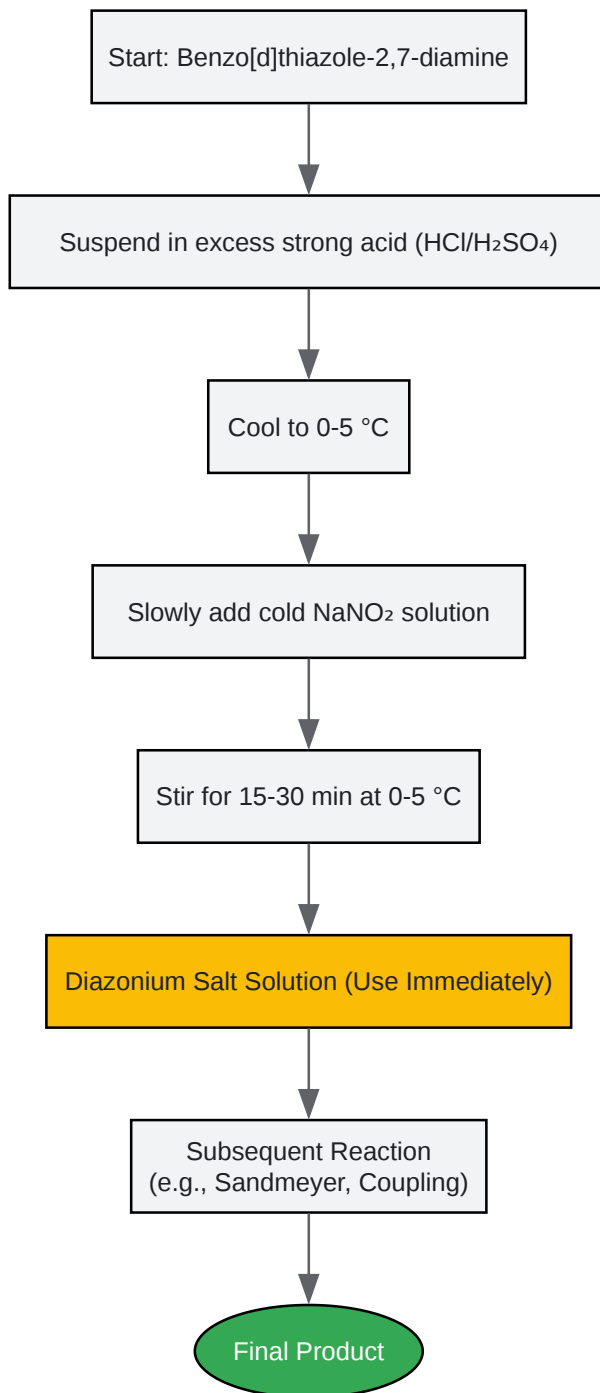 Start: Benzo[d]thiazole-2,7-diamine
Suspend in excess strong acid (HCl/H₂SO₄)
Cool to 0-5 °C
Slowly add cold NaNO₂ solution
Stir for 15-30 min at 0-5 °C
Diazonium Salt Solution (Use Immediately)
Subsequent Reaction
(e.g., Sandmeyer, Coupling)
Final Product